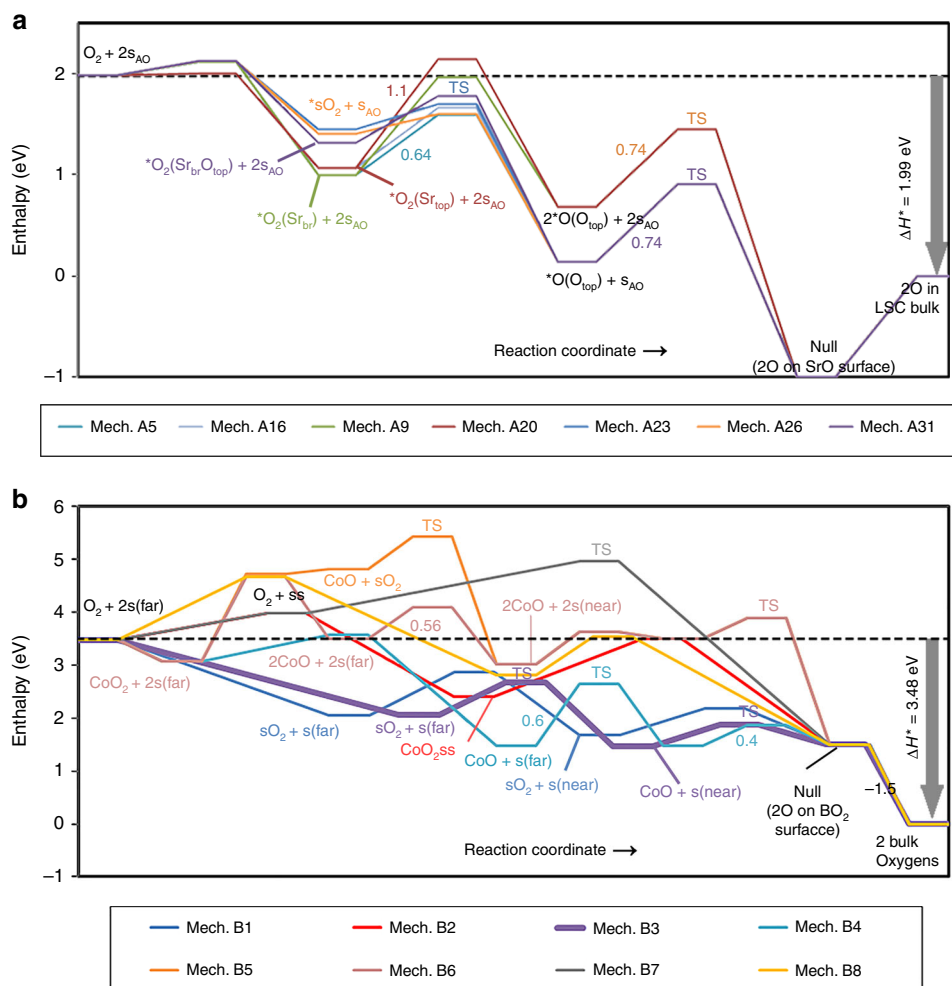 a
O2 + 2sAO
2
1
0
−1
Enthalpy (eV)
*sO2 + sAO
1.1
TS
0.64
*O2(SrbrOtop) + 2sAO
*O2(Srtop) + 2sAO
*O2(Srbr) + 2sAO
0.74
TS
2*O(Otop) + 2sAO
0.74
TS
*O(Otop) + sAO
ΔH* = 1.99 eV
2O in
LSC bulk
Null
(2O on SrO surface)
Reaction coordinate →
Mech. A5
Mech. A16
Mech. A9
Mech. A20
Mech. A23
Mech. A26
Mech. A31
b
6
5
4
3
2
1
0
−1
Enthalpy (eV)
O2 + 2s(far)
O2 + ss
CoO + sO2
TS
TS
TS
CoO2 + 2s(far)
2CoO + 2s(far)
0.56
2CoO + 2s(near)
TS
TS
TS
sO2 + s(far)
sO2 + s(far)
CoO2ss
CoO + s(far)
0.6
sO2 + s(near)
CoO + s(near)
0.4
ΔH* = 3.48 eV
Null
(2O on BO2
surfacce)
−1.5
2 bulk
Oxygens
Reaction coordinate →
Mech. B1
Mech. B2
Mech. B3
Mech. B4
Mech. B5
Mech. B6
Mech. B7
Mech. B8